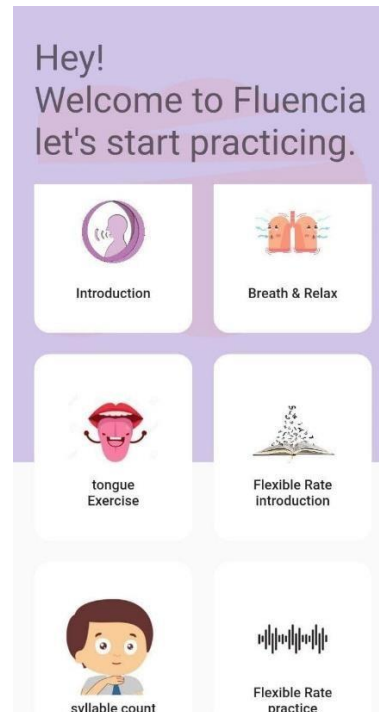 Hey!
Welcome to Fluencia
let's start practicing.
Introduction
Breath & Relax
tongue
Exercise
Flexible Rate
introduction
syllable count
Flexible Rate
practice